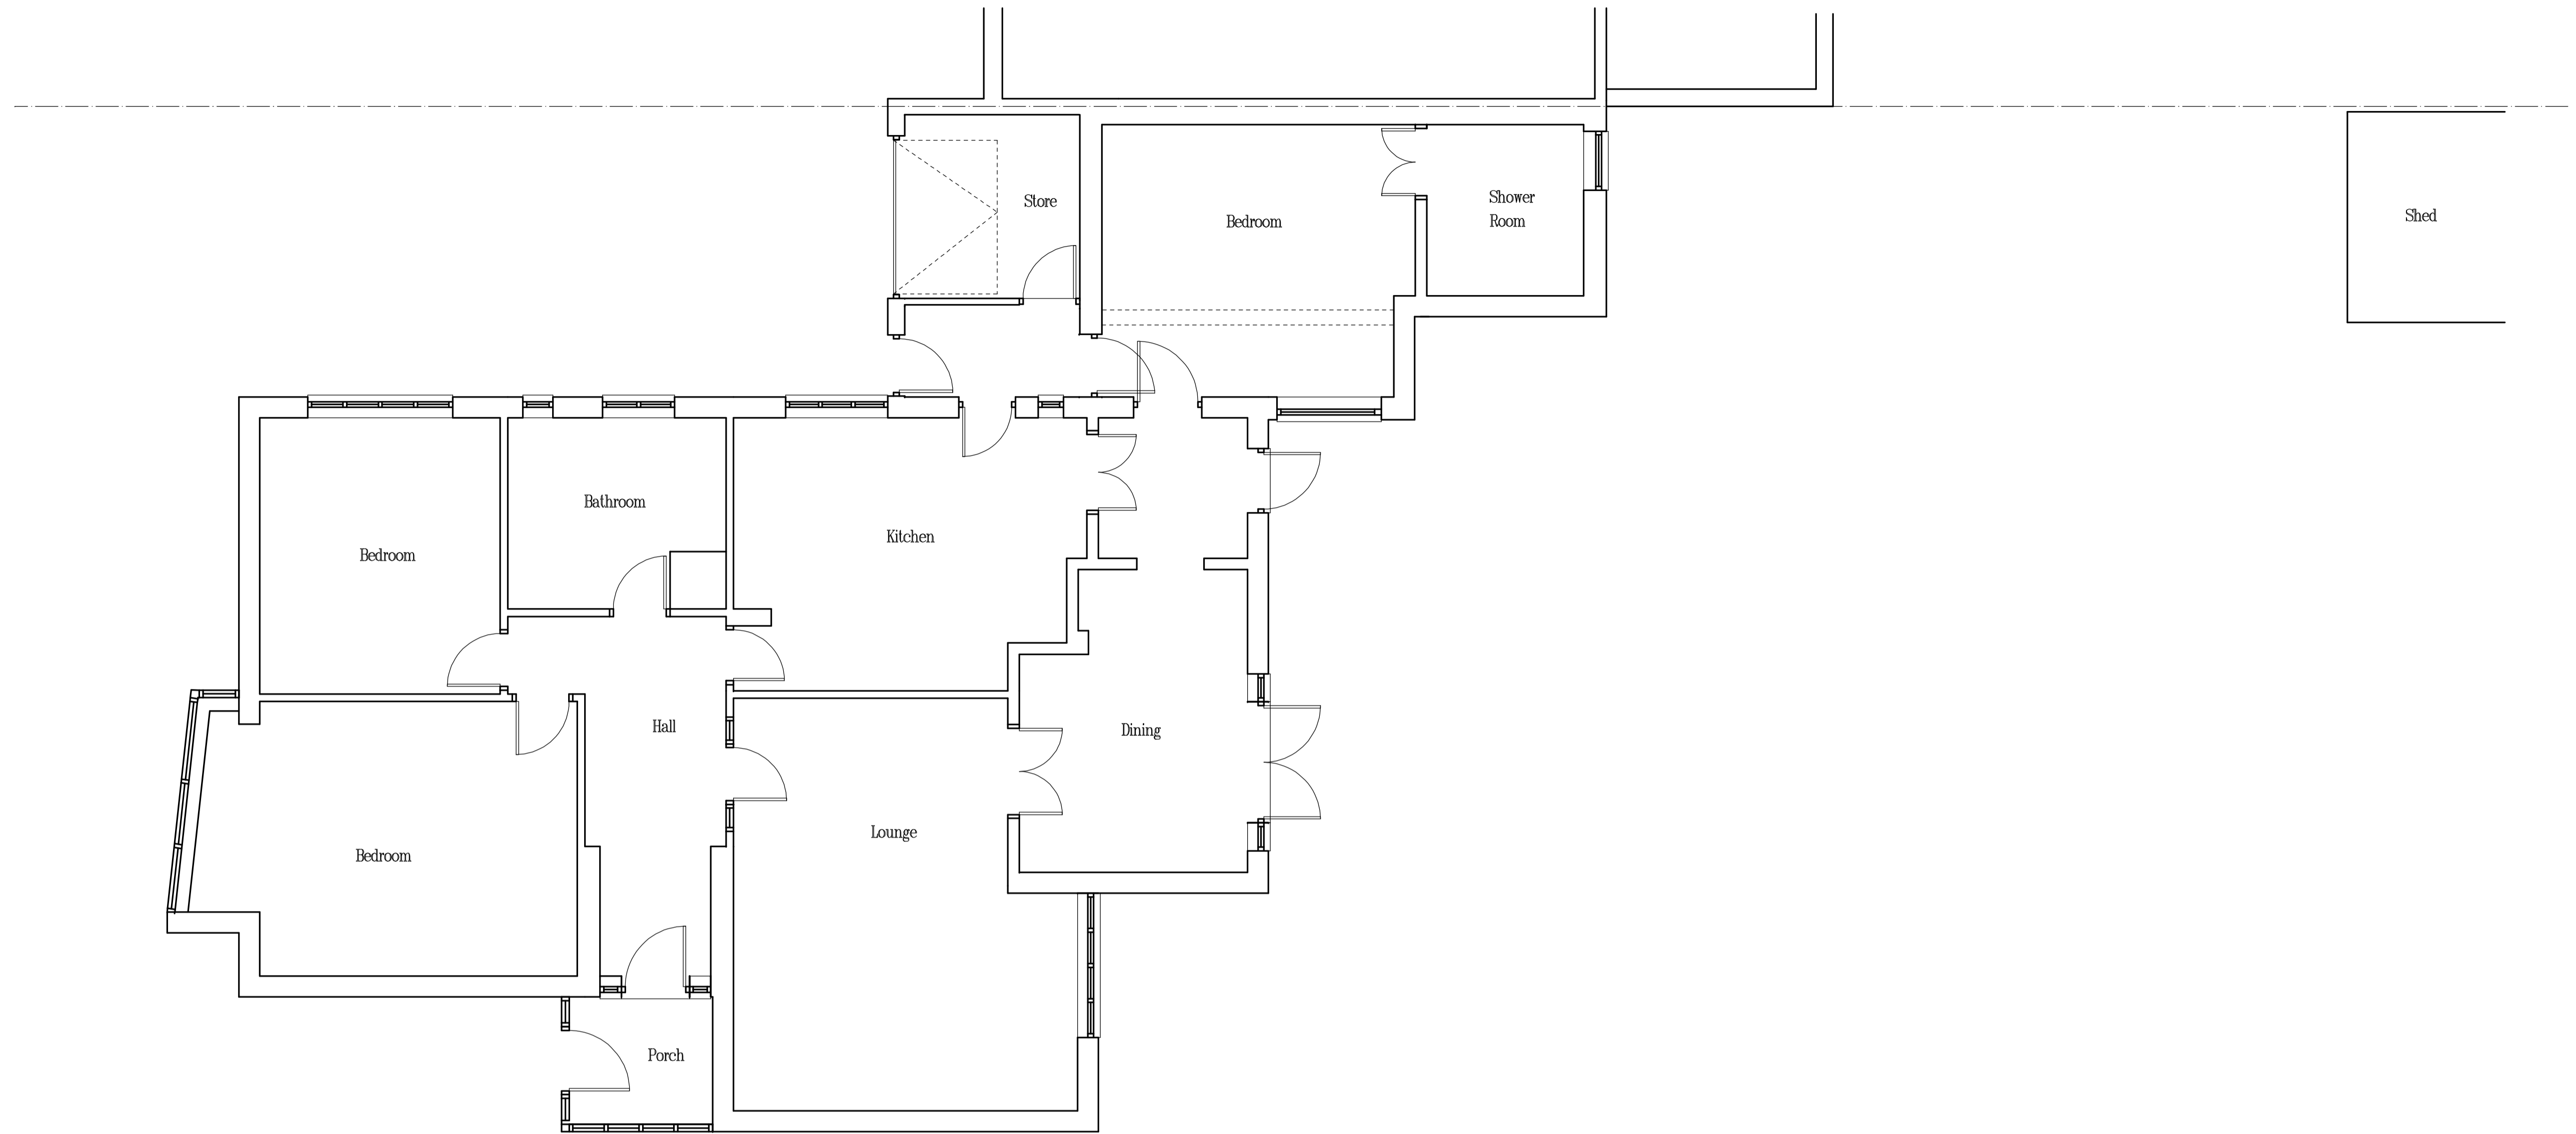 Store
Bedroom
Shower
Room
Shed
Bedroom
Bathroom
Kitchen
Hall
Dining
Bedroom
Lounge
Porch